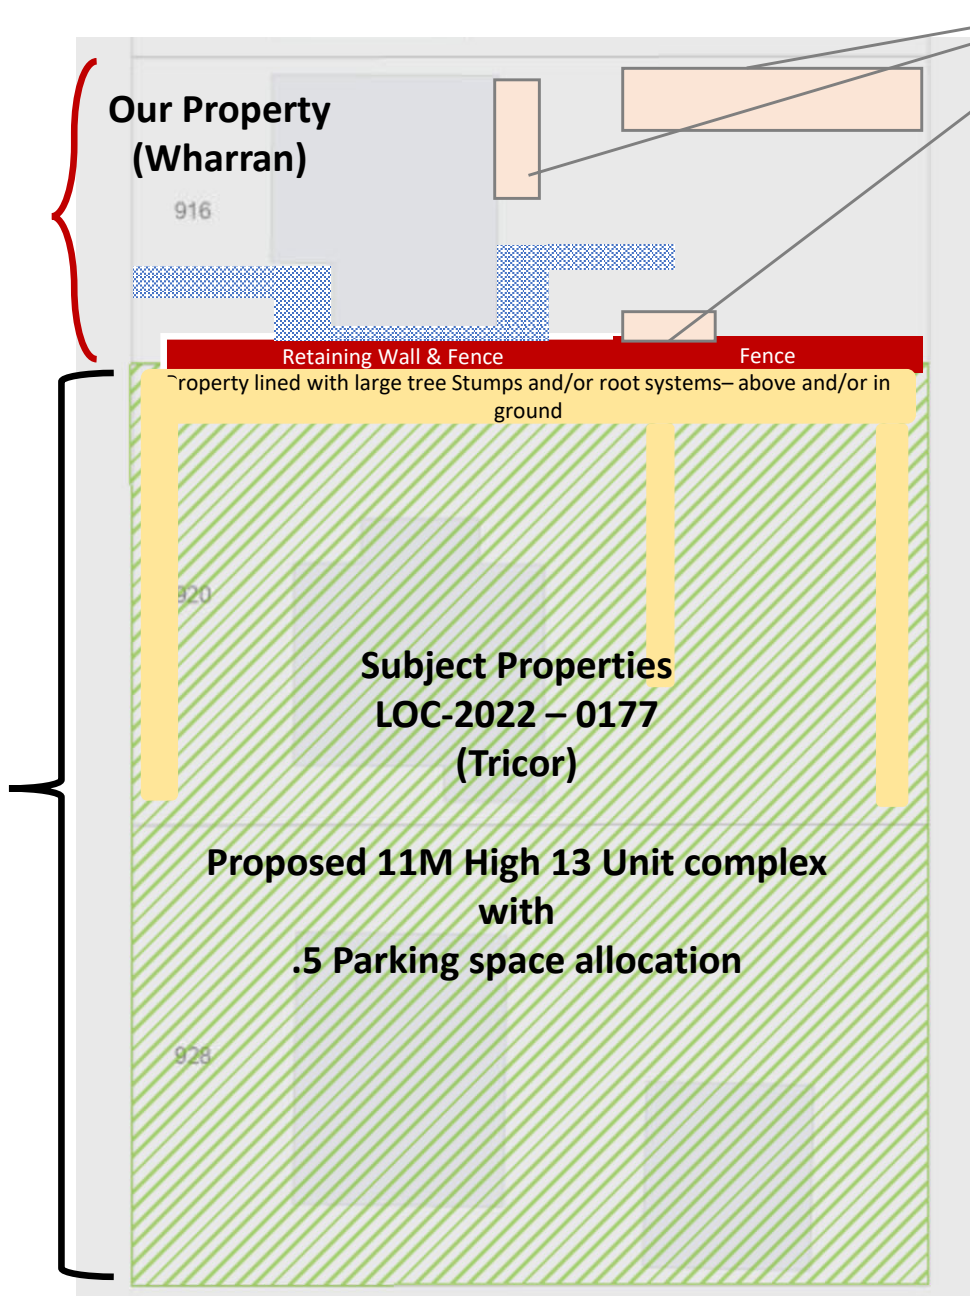 Our Property
(Wharran)
916
Retaining Wall & Fence
Fence
Property lined with large tree Stumps and/or root systems– above and/or in
ground
920
Subject Properties
LOC-2022 – 0177
(Tricor)
Proposed 11M High 13 Unit complex
with
.5 Parking space allocation
928